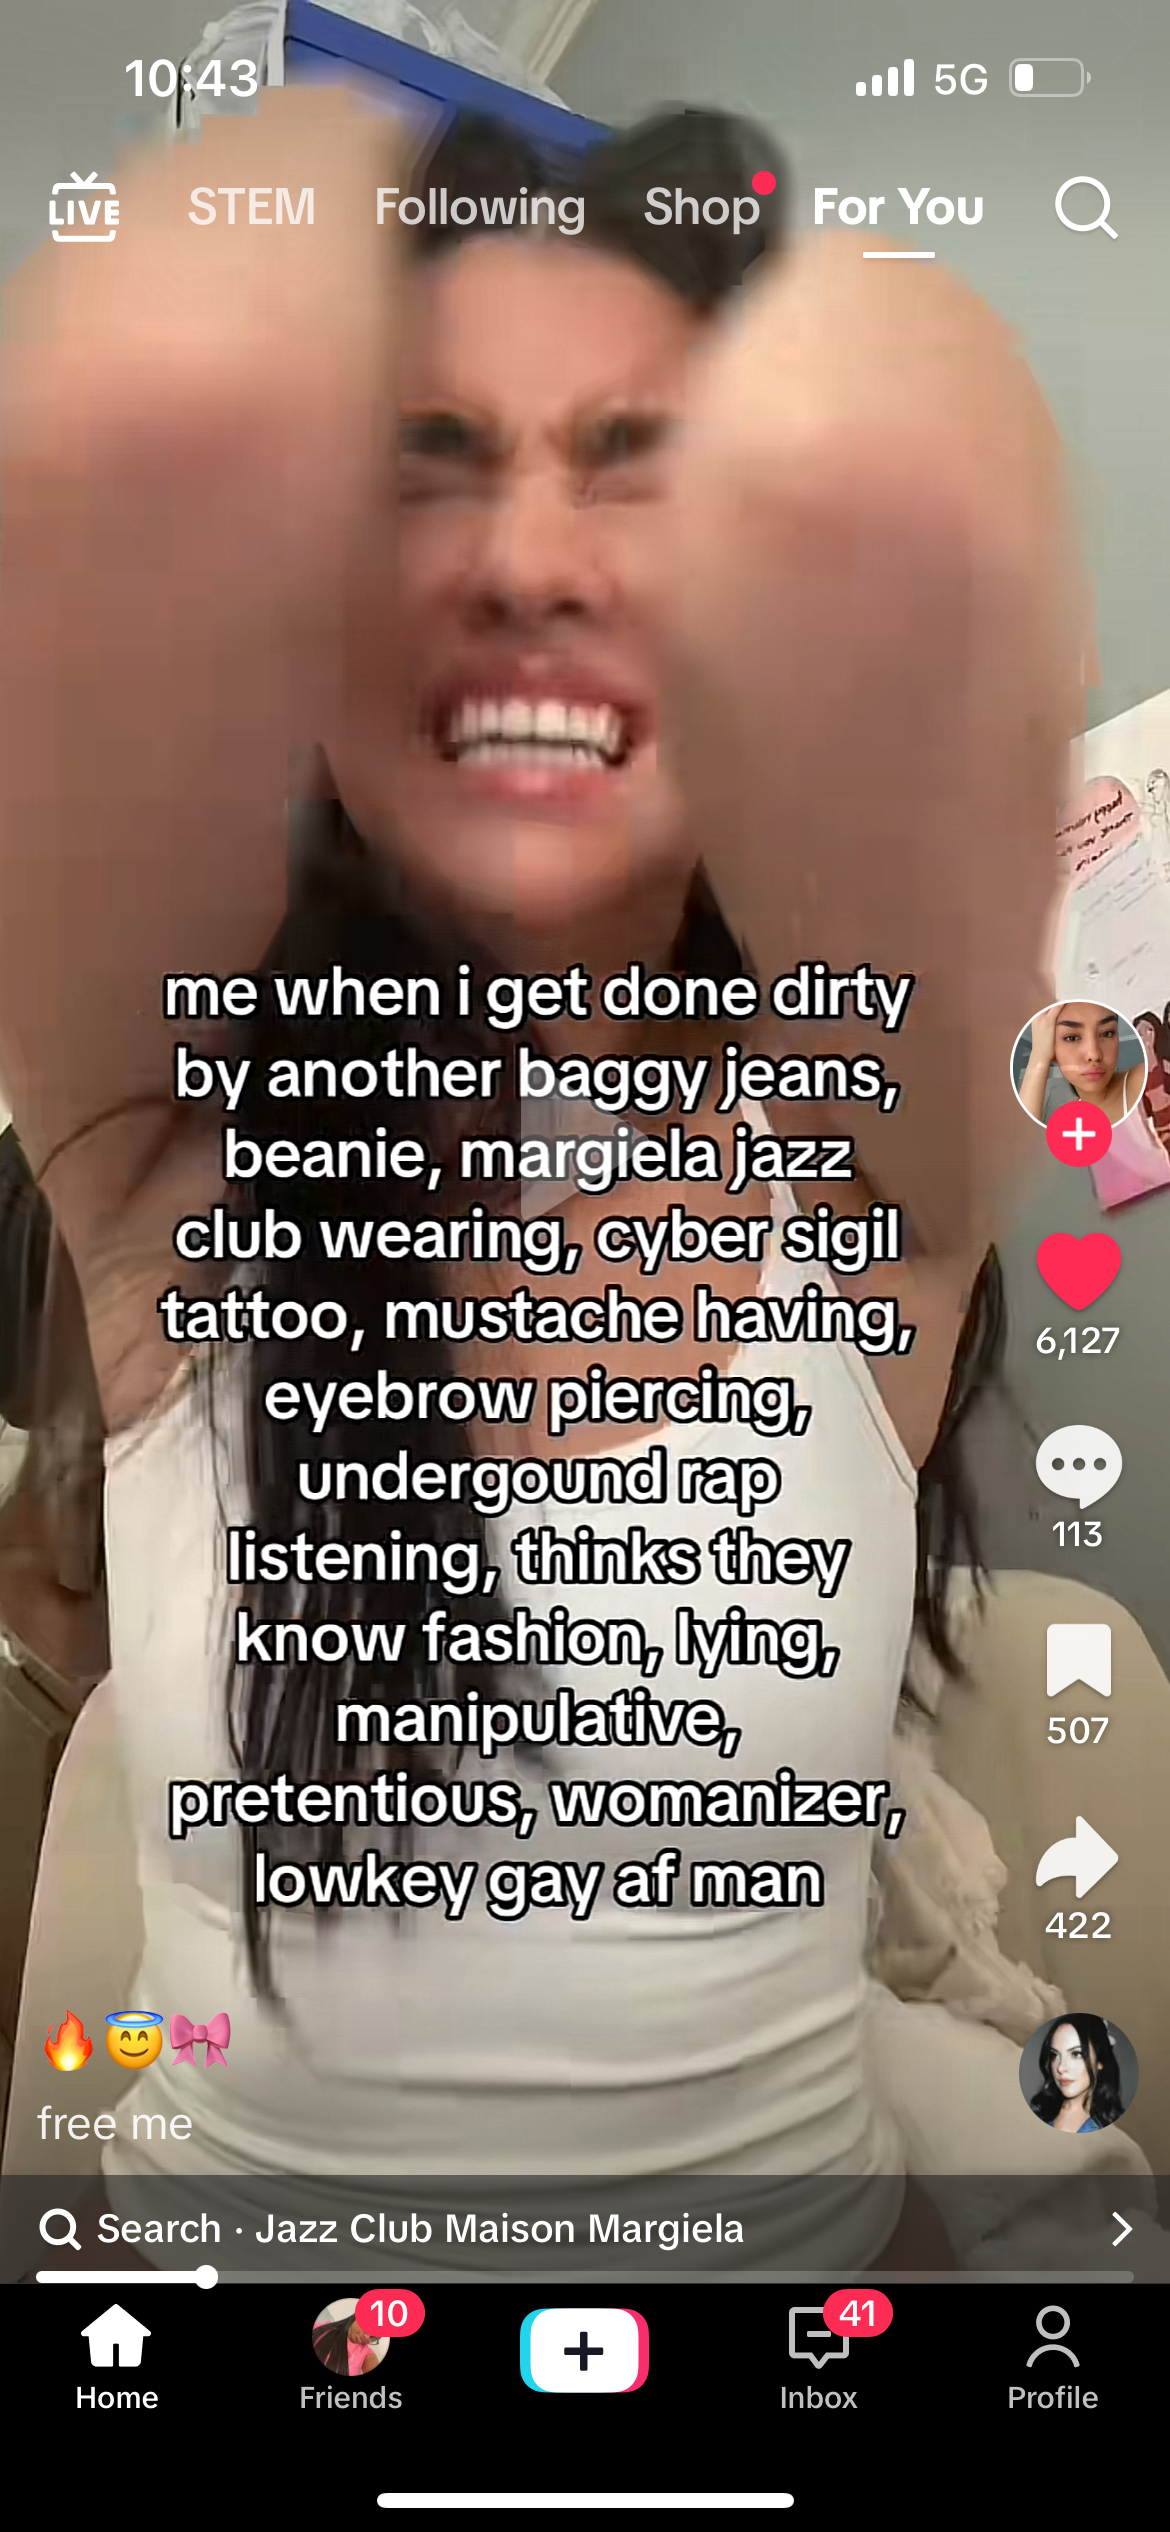 10:43
5G
LIVE
STEM
Following
Shop
For You
me when i get done dirty
by another baggy jeans,
beanie, margiela jazz
club wearing, cyber sigil
tattoo, mustache having,
eyebrow piercing,
undergound rap
listening, thinks they
know fashion, lying,
manipulative,
pretentious, womanizer,
lowkey gay af man
6,127
113
507
422
🔥😇🎀
free me
Search · Jazz Club Maison Margiela
10
41
Home
Friends
Inbox
Profile